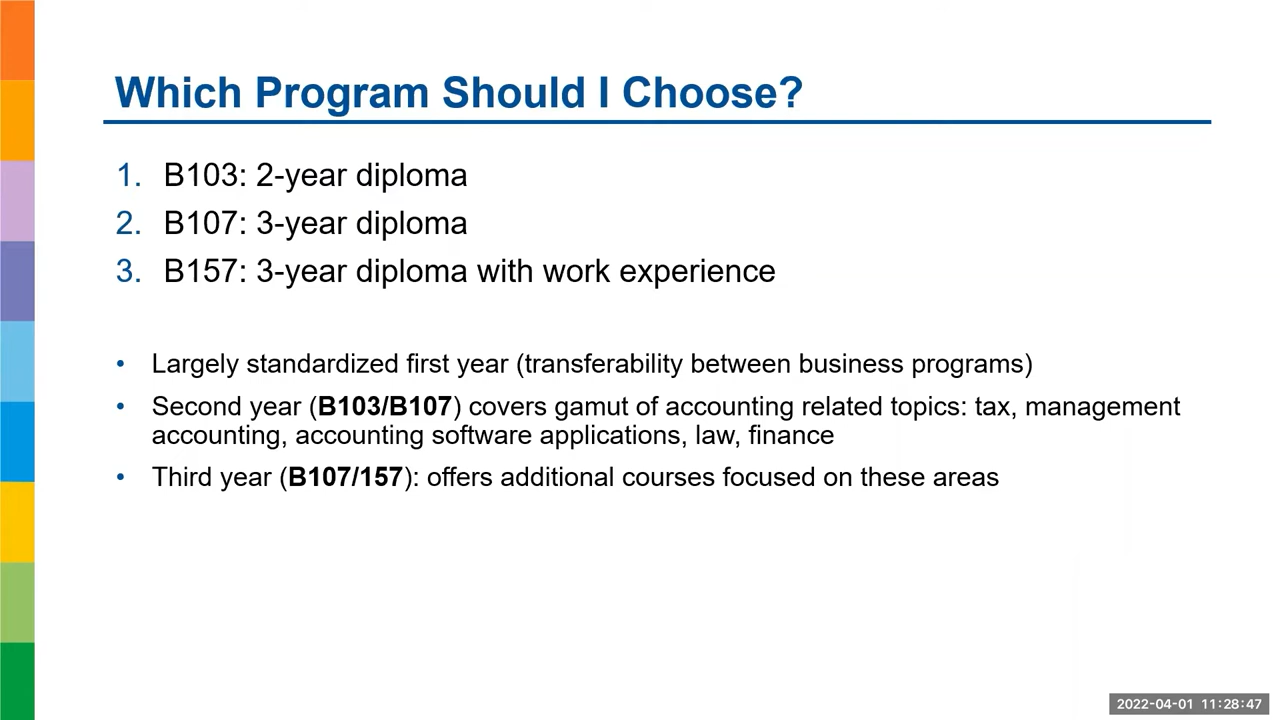 Which Program Should I Choose?
1. B103: 2-year diploma
2. B107: 3-year diploma
3. B157: 3-year diploma with work experience
• Largely standardized first year (transferability between business programs)
• Second year (B103/B107) covers gamut of accounting related topics: tax, management
accounting, accounting software applications, law, finance
• Third year (B107/157): offers additional courses focused on these areas
2022-04-01 11:28:47